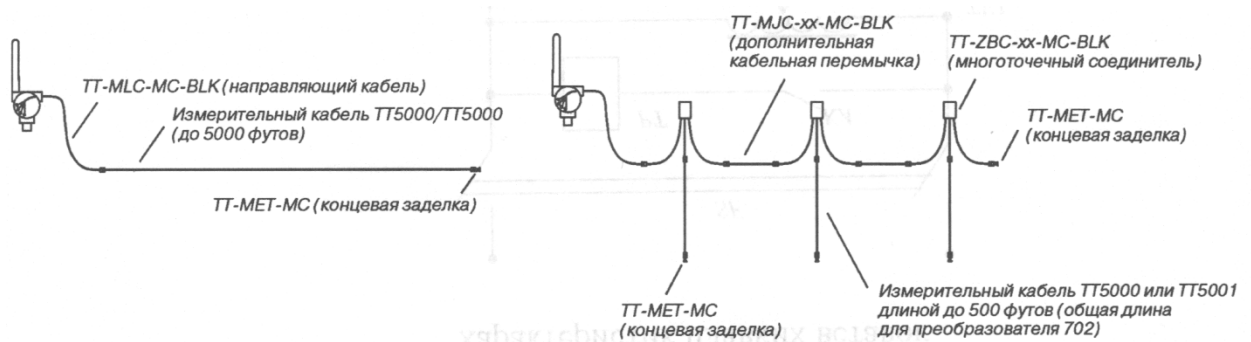 TT-MLC-MC-BLK (направляющий кабель)
Измерительный кабель TT5000/TT5000
(до 5000 футов)
TT-MET-MC (концевая заделка)
TT-MJC-xx-MC-BLK
(дополнительная
кабельная перемычка)
TT-ZBC-xx-MC-BLK
(многоточечный соединитель)
TT-MET-MC
(концевая заделка)
TT-MET-MC
(концевая заделка)
Измерительный кабель TT5000 или TT5001
длиной до 500 футов (общая длина
для преобразователя 702)